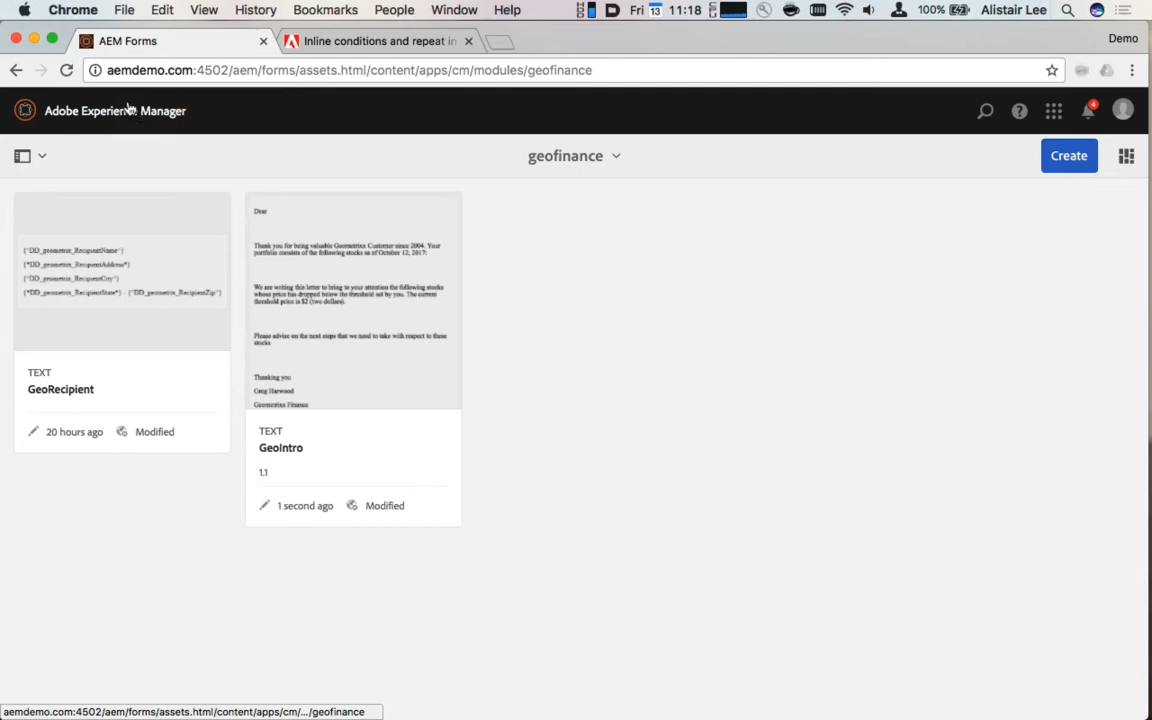 Chrome File Edit View History Bookmarks People Window Help Fri 13 11:18 100% Alistair Lee
AEM Forms Inline conditions and repeat in Demo
aemdemo.com:4502/aem/forms/assets.html/content/apps/cm/modules/geofinance
Adobe Experience Manager 4
geofinance Create
{*DD_geometrix_RecipientName*}
{*DD_geometrix_RecipientAddress*}
{*DD_geometrix_RecipientCity*}
{*DD_geometrix_RecipientState*} - {*DD_geometrix_RecipientZip*}
TEXT
GeoRecipient
20 hours ago Modified
Dear
Thank you for being valuable Geometrixx Customer since 2004. Your
portfolio consists of the following stocks as of October 12, 2017:
We are writing this letter to bring to your attention the following stocks
whose price has dropped below the threshold set by you. The current
threshold price is $2 (two dollars).
Please advise on the next steps that we need to take with respect to these
stocks
Thanking you
Greg Harwood
Geometrixx Finance
TEXT
GeoIntro
1.1
1 second ago Modified
aemdemo.com:4502/aem/forms/assets.html/content/apps/cm/.../geofinance